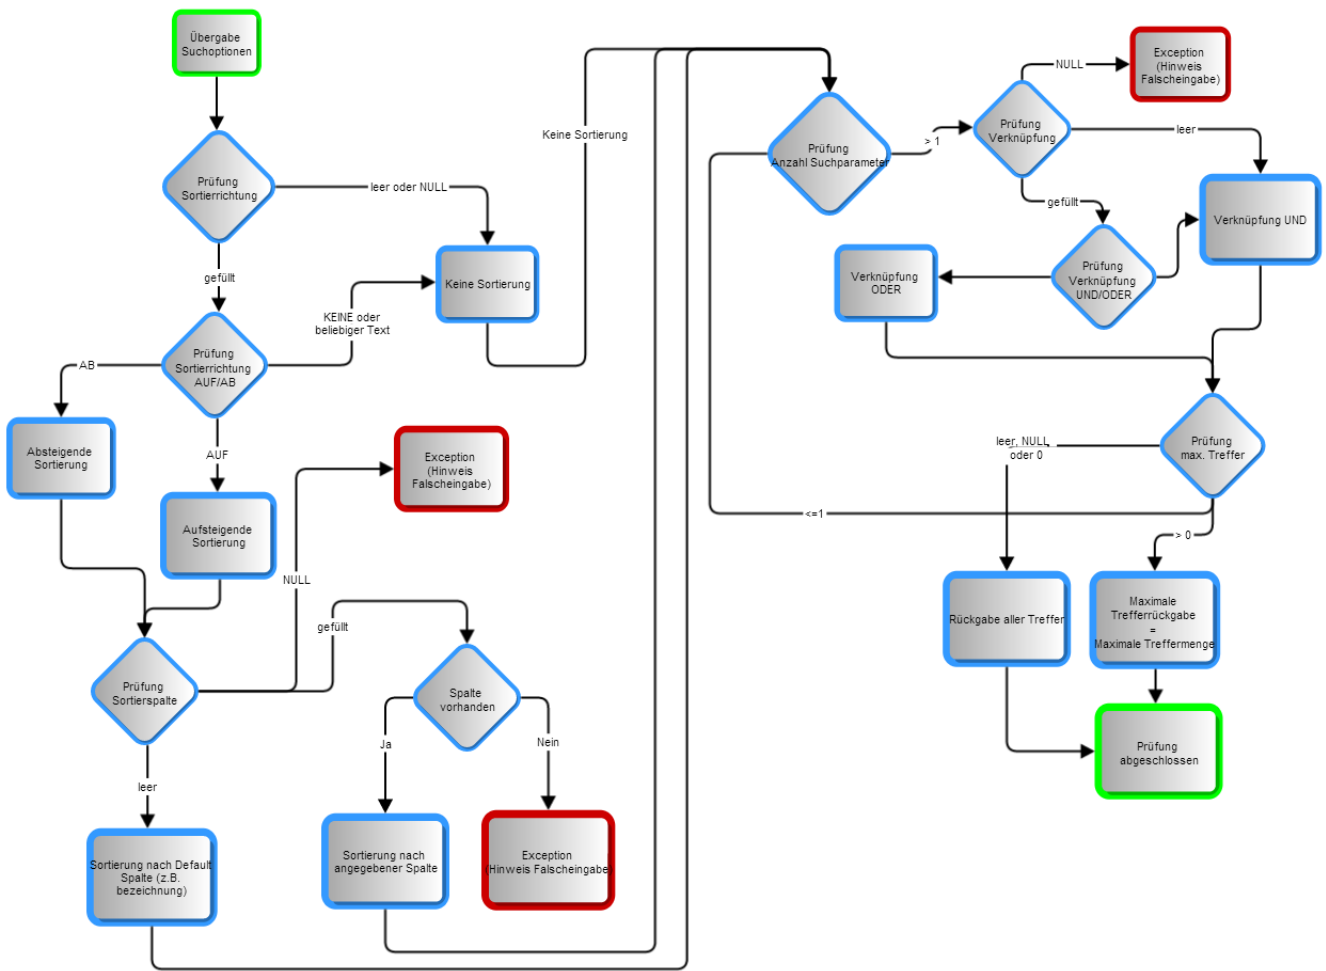 Übergabe
Suchoptionen
Prüfung
Sortierrichtung
leer oder NULL
gefüllt
Keine Sortierung
KEINE oder
beliebiger Text
Keine Sortierung
Prüfung
Sortierrichtung
AUF/AB
AB
AUF
Absteigende
Sortierung
Aufsteigende
Sortierung
Exception
(Hinweis
Falscheingabe)
NULL
gefüllt
Prüfung
Sortierspalte
leer
Spalte
vorhanden
Ja
Nein
Sortierung nach Default
Spalte (z.B.
bezeichnung)
Sortierung nach
angegebener Spalte
Exception
(Hinweis Falscheingabe)
Prüfung
Anzahl Suchparameter
> 1
<=1
Prüfung
Verknüpfung
NULL
Exception
(Hinweis
Falscheingabe)
leer
gefüllt
Verknüpfung UND
Prüfung
Verknüpfung
UND/ODER
Verknüpfung
ODER
Prüfung
max. Treffer
leer, NULL
oder 0
> 0
Rückgabe aller Treffer
Maximale
Trefferrückgabe
=
Maximale Treffermenge
Prüfung
abgeschlossen